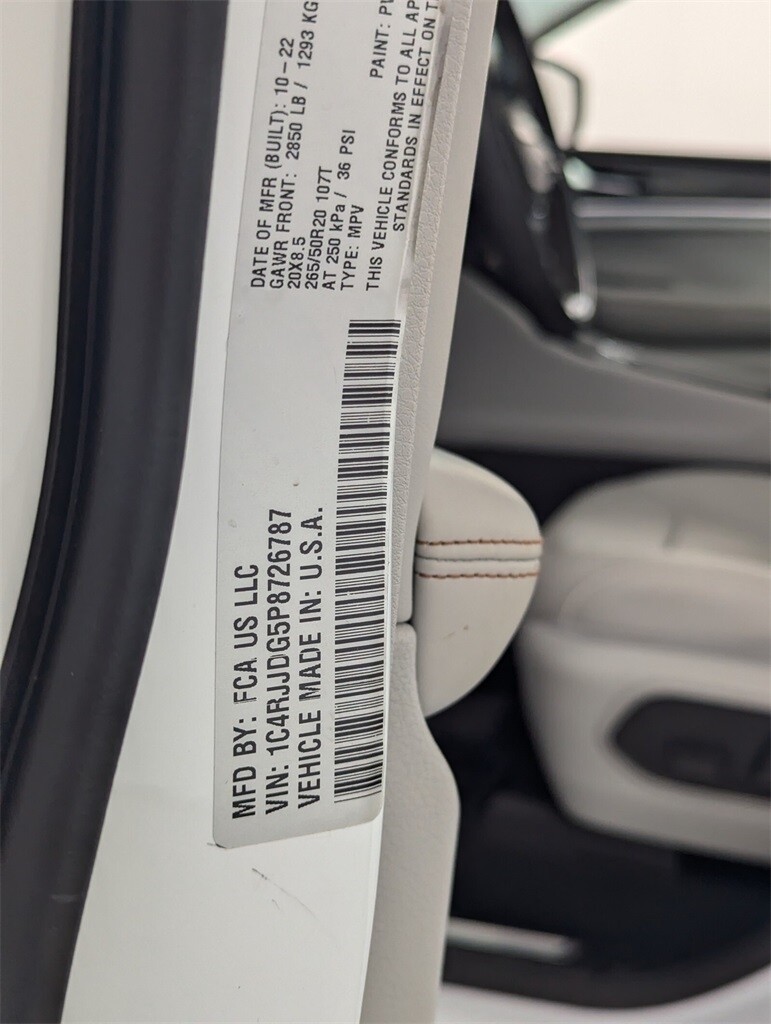 MFD BY: FCA US LLC
VIN: 1C4RJJDG5P8726787
VEHICLE MADE IN: U.S.A.
DATE OF MFR (BUILT): 10-22
GAWR FRONT: 2850 LB / 1293 KG
20X8.5
265/50R20 107T
AT 250 kPa / 36 PSI
TYPE: MPV
PAINT:
THIS VEHICLE CONFORMS TO ALL AP
STANDARDS IN EFFECT ON T